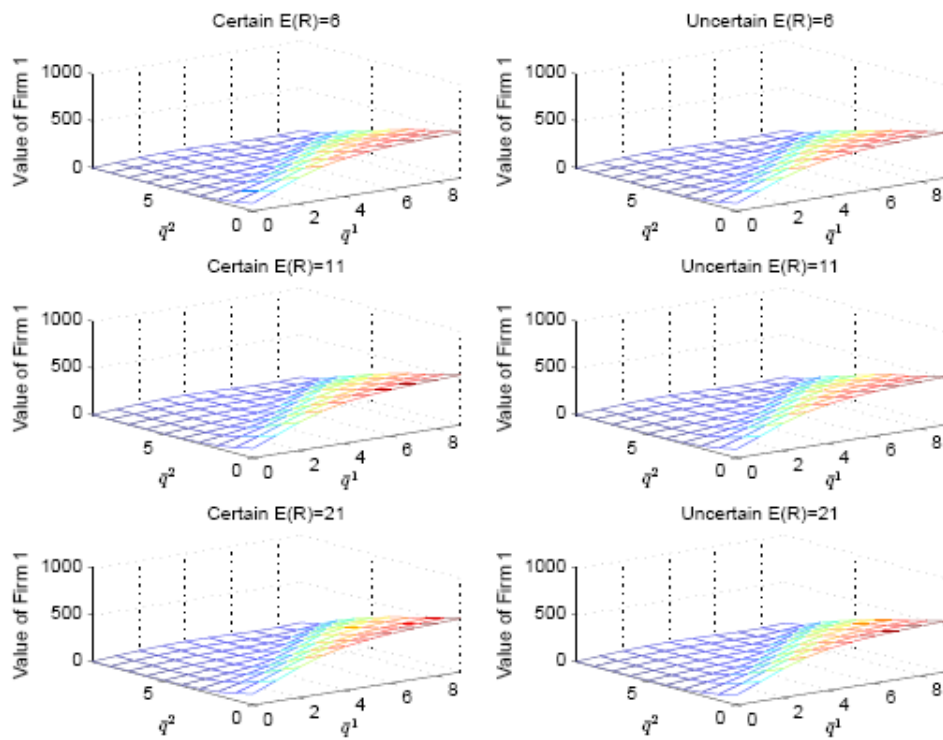 Certain E(R)=6
Uncertain E(R)=6
Value of Firm 1
1000
500
0
5
0
q̄²
0
2
4
6
8
q̄¹
Value of Firm 1
1000
500
0
5
0
q̄²
0
2
4
6
8
q̄¹
Certain E(R)=11
Uncertain E(R)=11
Value of Firm 1
1000
500
0
5
0
q̄²
0
2
4
6
8
q̄¹
Value of Firm 1
1000
500
0
5
0
q̄²
0
2
4
6
8
q̄¹
Certain E(R)=21
Uncertain E(R)=21
Value of Firm 1
1000
500
0
5
0
q̄²
0
2
4
6
8
q̄¹
Value of Firm 1
1000
500
0
5
0
q̄²
0
2
4
6
8
q̄¹